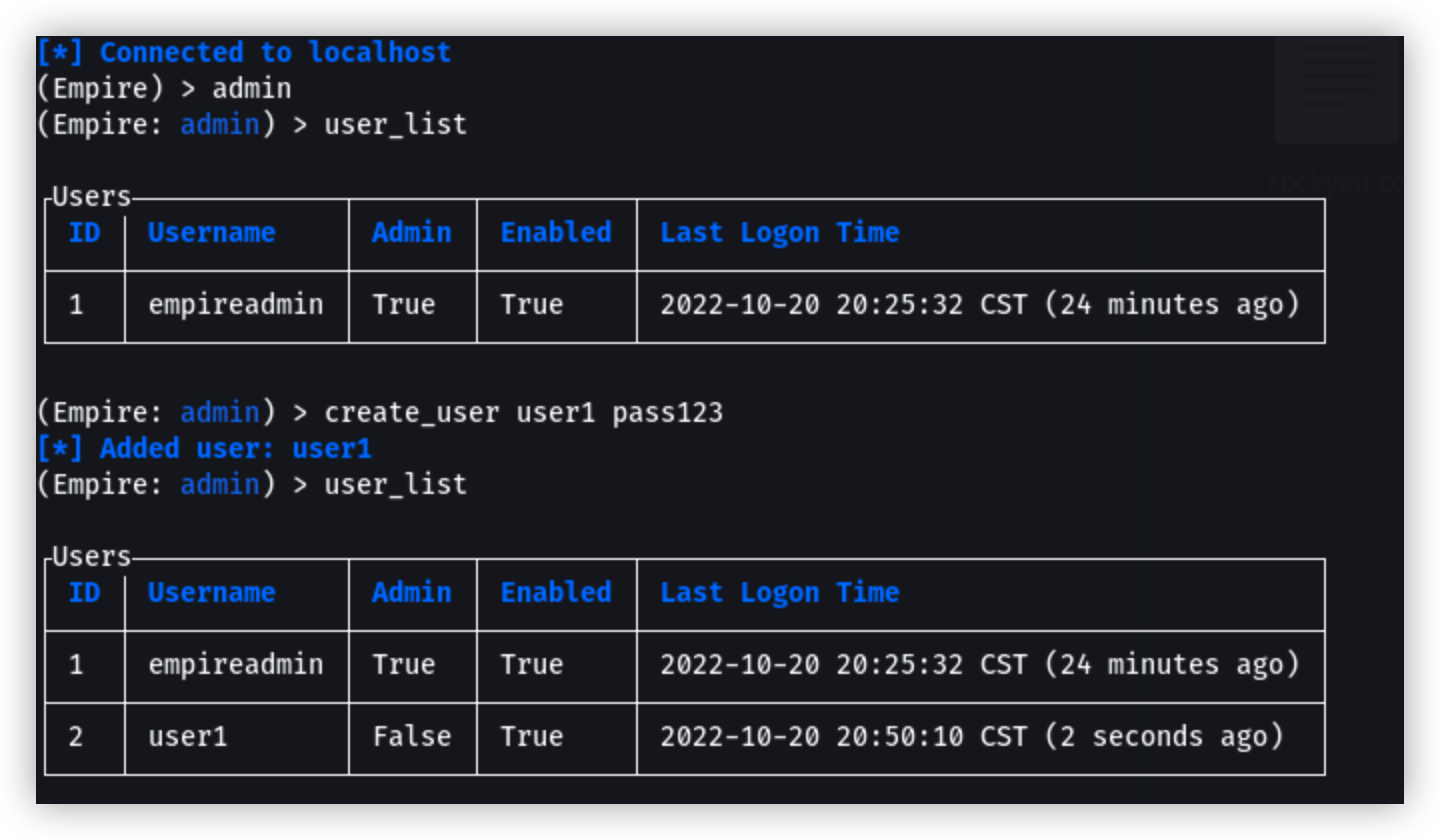 [*] Connected to localhost
(Empire) > admin
(Empire: admin) > user_list
Users
ID Username Admin Enabled Last Logon Time
1 empireadmin True True 2022-10-20 20:25:32 CST (24 minutes ago)
(Empire: admin) > create_user user1 pass123
[*] Added user: user1
(Empire: admin) > user_list
Users
ID Username Admin Enabled Last Logon Time
1 empireadmin True True 2022-10-20 20:25:32 CST (24 minutes ago)
2 user1 False True 2022-10-20 20:50:10 CST (2 seconds ago)
rockyou.tx